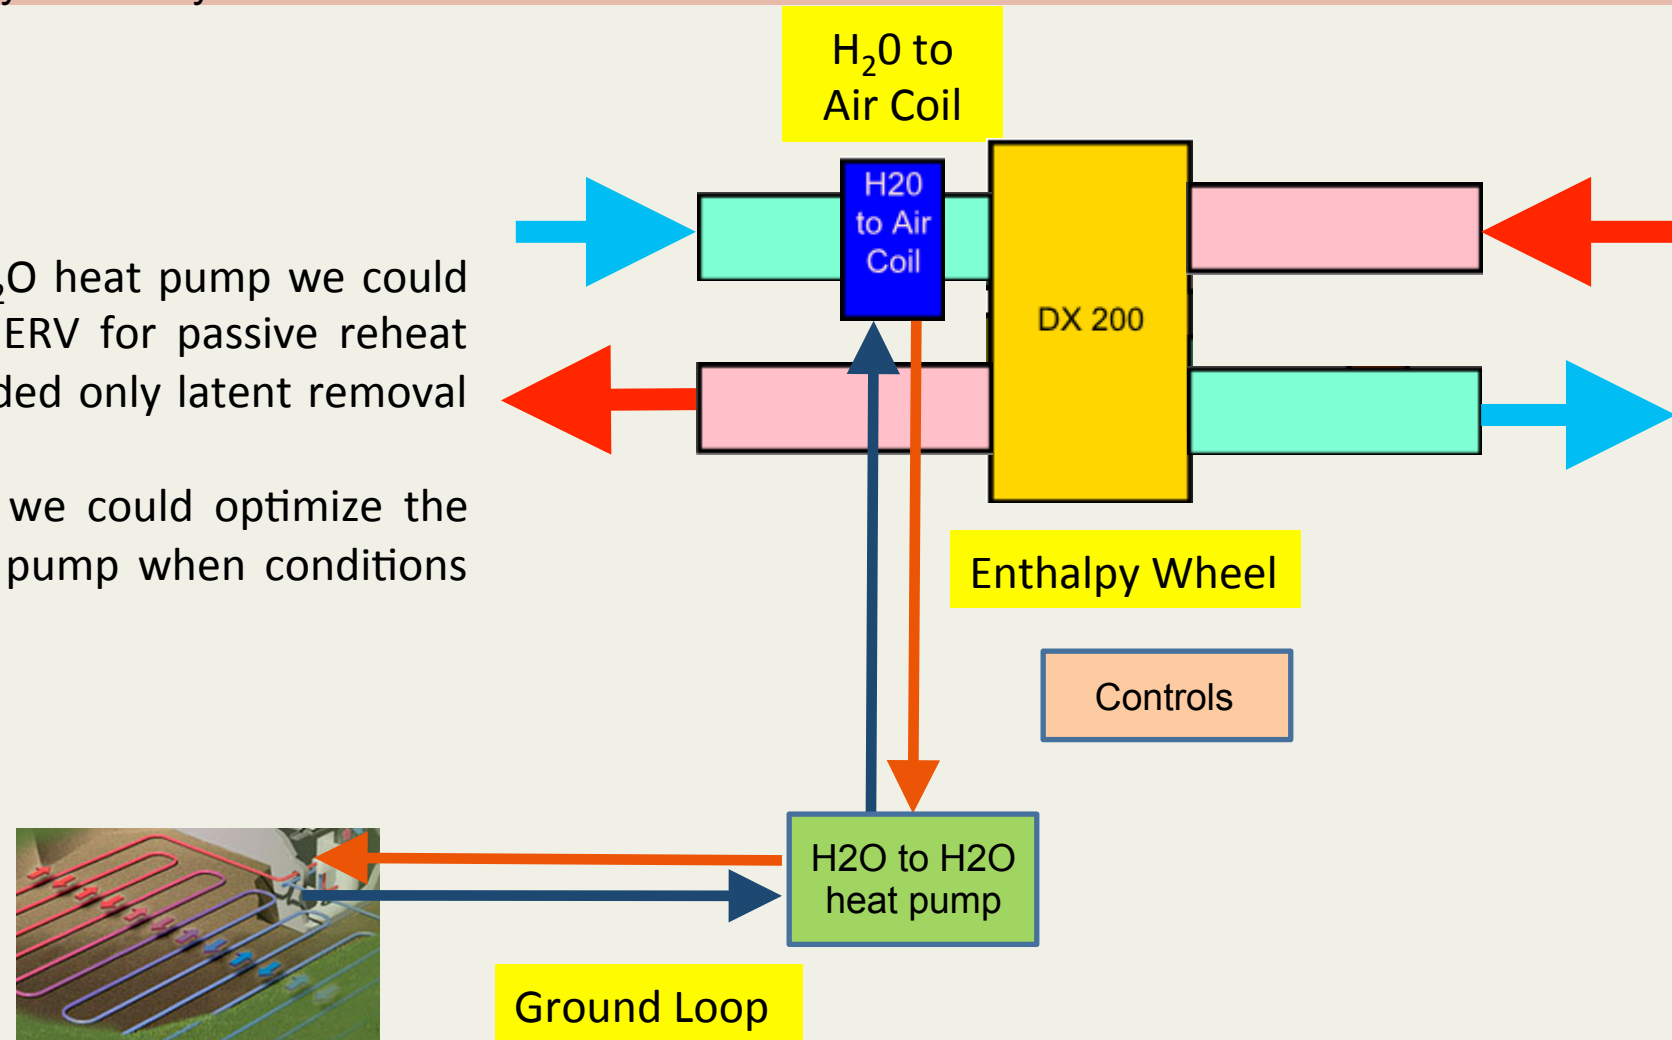 H₂0 to
Air Coil
H20
to Air
Coil
DX 200
₂O heat pump we could
ERV for passive reheat
ded only latent removal
we could optimize the
pump when conditions
Enthalpy Wheel
Controls
H2O to H2O
heat pump
Ground Loop